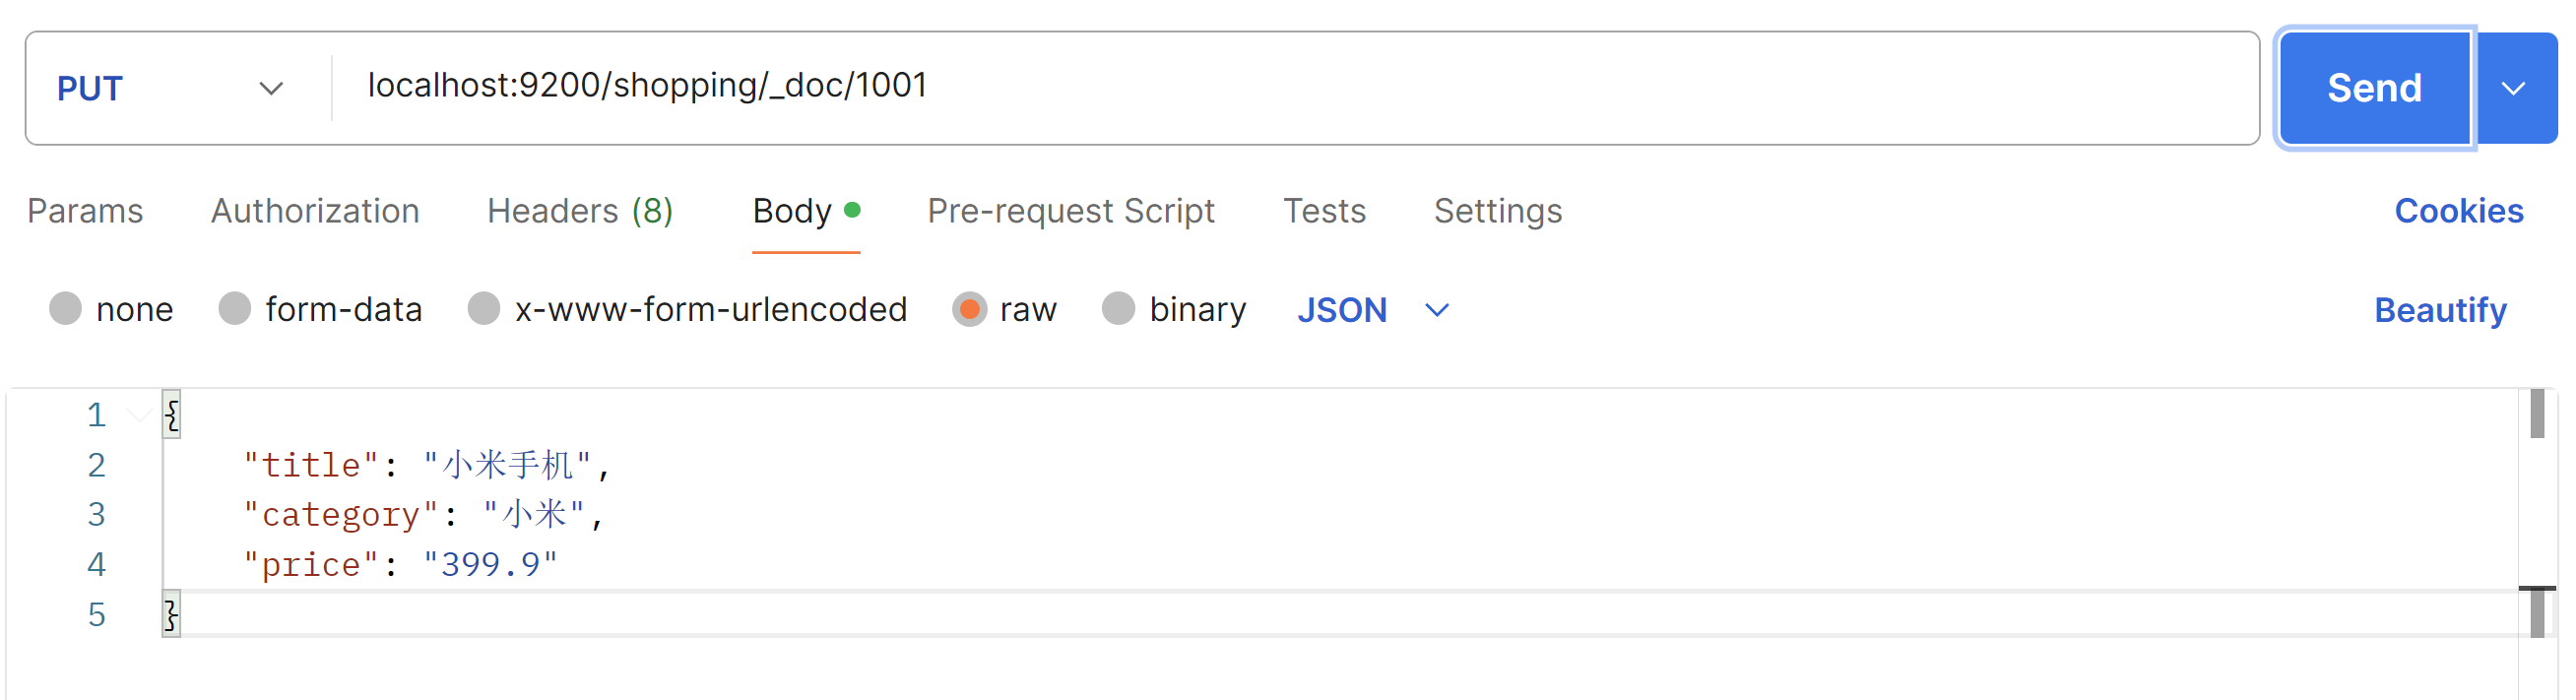 PUT localhost:9200/shopping/_doc/1001 Send
Params Authorization Headers (8) Body Pre-request Script Tests Settings Cookies
none form-data x-www-form-urlencoded raw binary JSON Beautify
1 {
2 "title": "小米手机",
3 "category": "小米",
4 "price": "399.9"
5 }